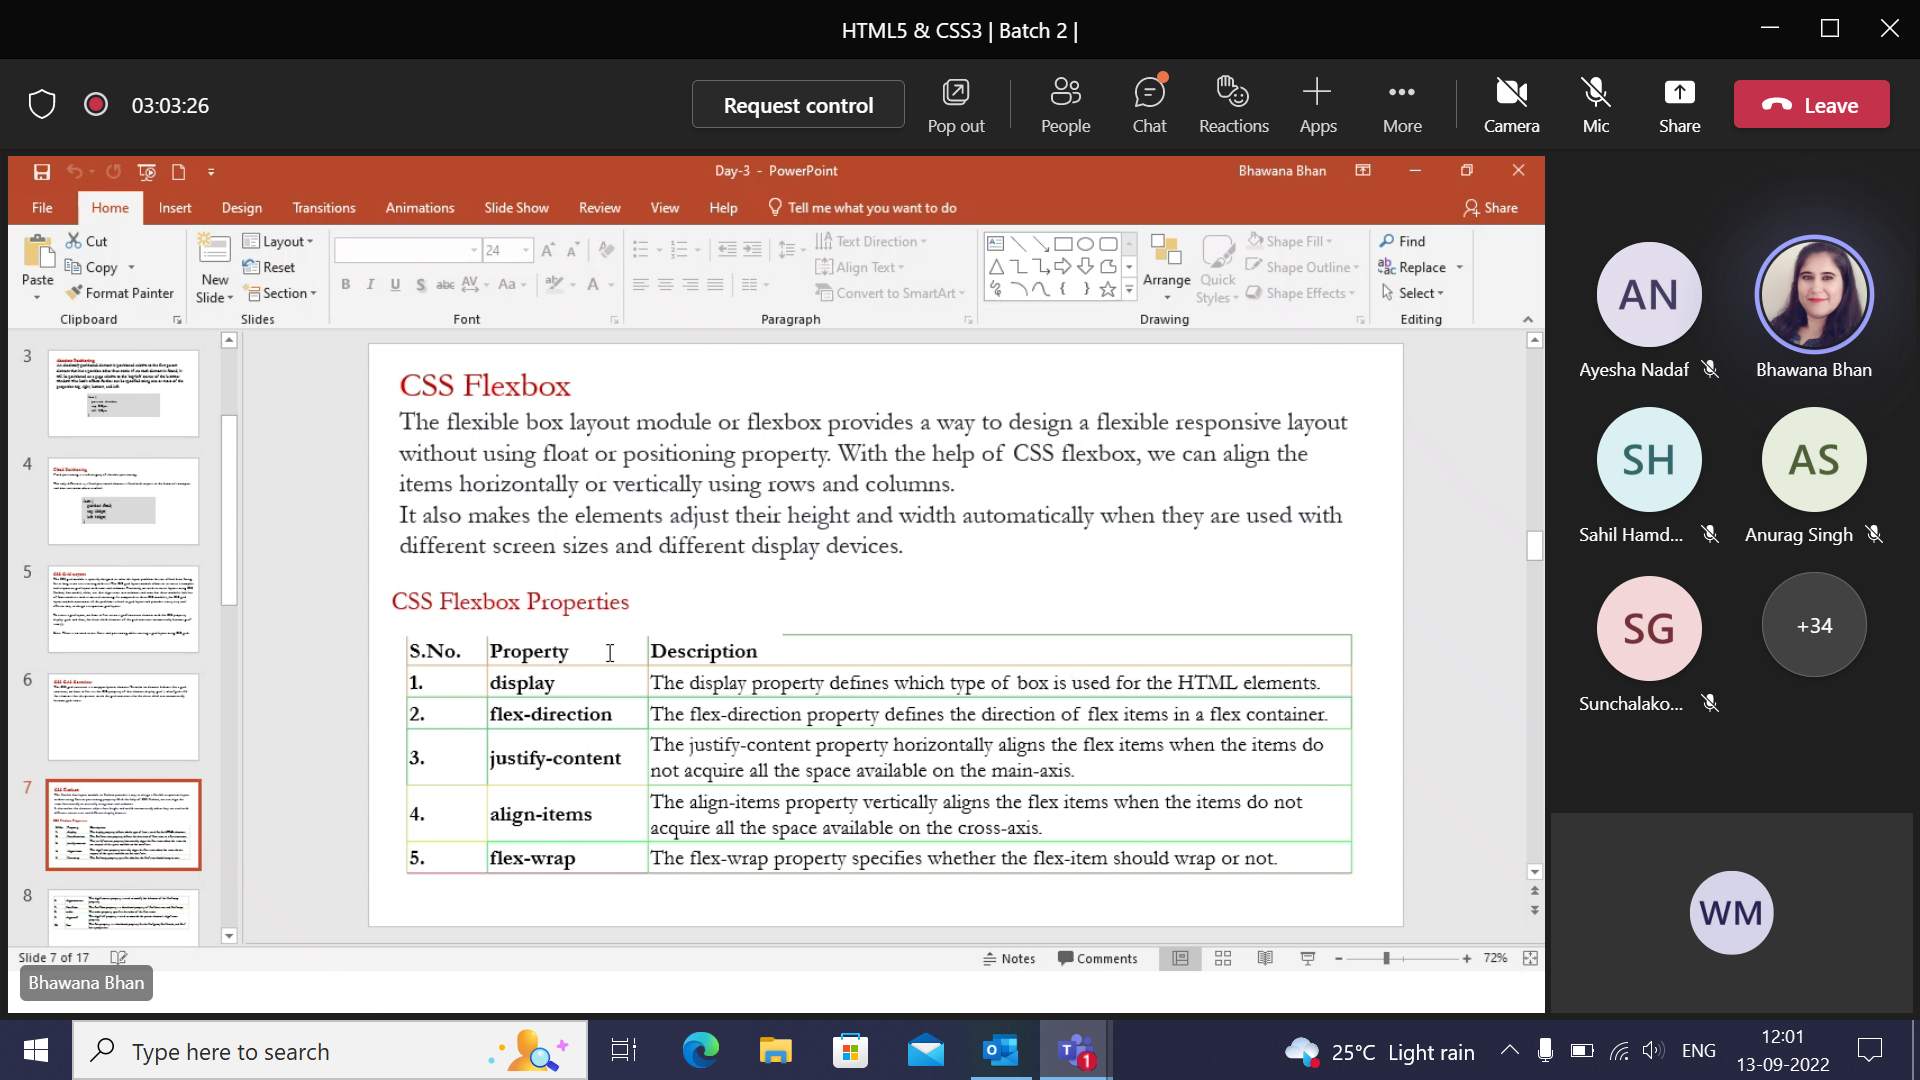 HTML5 & CSS3 | Batch 2 |
03:03:26
Request control
Pop out
People
Chat
Reactions
Apps
More
Camera
Mic
Share
Leave
Day-3 - PowerPoint
Bhawana Bhan
File
Home
Insert
Design
Transitions
Animations
Slide Show
Review
View
Help
Tell me what you want to do
Share
Paste
Cut
Copy
Format Painter
Clipboard
New
Slide
Layout
Reset
Section
Slides
24
B I U S abc AV Aa A
Font
Text Direction
Align Text
Convert to SmartArt
Paragraph
Arrange
Quick
Styles
Shape Fill
Shape Outline
Shape Effects
Drawing
Find
Replace
Select
Editing
3
4
5
6
7
8
CSS Flexbox
The flexible box layout module or flexbox provides a way to design a flexible responsive layout
without using float or positioning property. With the help of CSS flexbox, we can align the
items horizontally or vertically using rows and columns.
It also makes the elements adjust their height and width automatically when they are used with
different screen sizes and different display devices.
CSS Flexbox Properties
S.No. Property Description
1. display The display property defines which type of box is used for the HTML elements.
2. flex-direction The flex-direction property defines the direction of flex items in a flex container.
3. justify-content The justify-content property horizontally aligns the flex items when the items do
not acquire all the space available on the main-axis.
4. align-items The align-items property vertically aligns the flex items when the items do not
acquire all the space available on the cross-axis.
5. flex-wrap The flex-wrap property specifies whether the flex-item should wrap or not.
Slide 7 of 17
Notes
Comments
72%
Bhawana Bhan
AN
Ayesha Nadaf
Bhawana Bhan
SH
Sahil Hamd...
AS
Anurag Singh
SG
Sunchalako...
+34
WM
Type here to search
1
25°C Light rain
ENG
12:01
13-09-2022